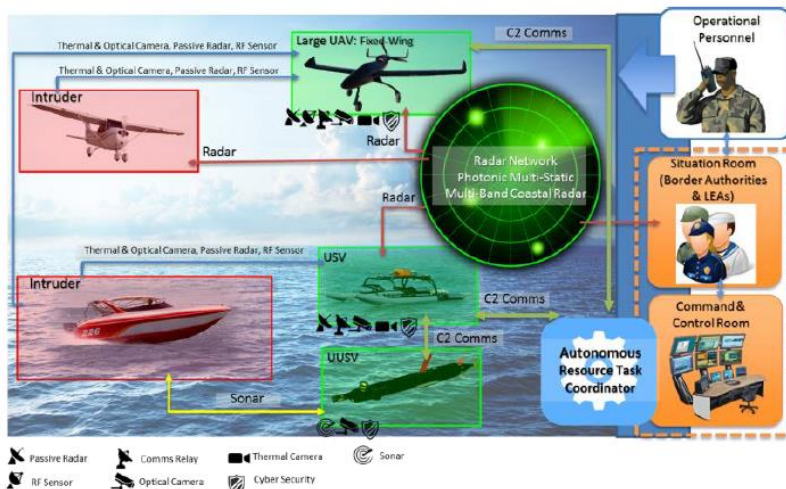 Thermal & Optical Camera, Passive Radar, RF Sensor
Large UAV: Fixed-Wing
C2 Comms
Operational
Personnel
Thermal & Optical Camera, Passive Radar, RF Sensor
Intruder
Radar
Radar
Radar Network
Photonic Multi-Static
Multi-Band Coastal Radar
Situation Room
(Border Authorities
& LEAs)
Radar
Thermal & Optical Camera, Passive Radar, RF Sensor
USV
Intruder
C2 Comms
Command &
Control Room
C2 Comms
Autonomous
Resource Task
Coordinator
UUSV
Sonar
Passive Radar
Comms Relay
Thermal Camera
Sonar
RF Sensor
Optical Camera
Cyber Security